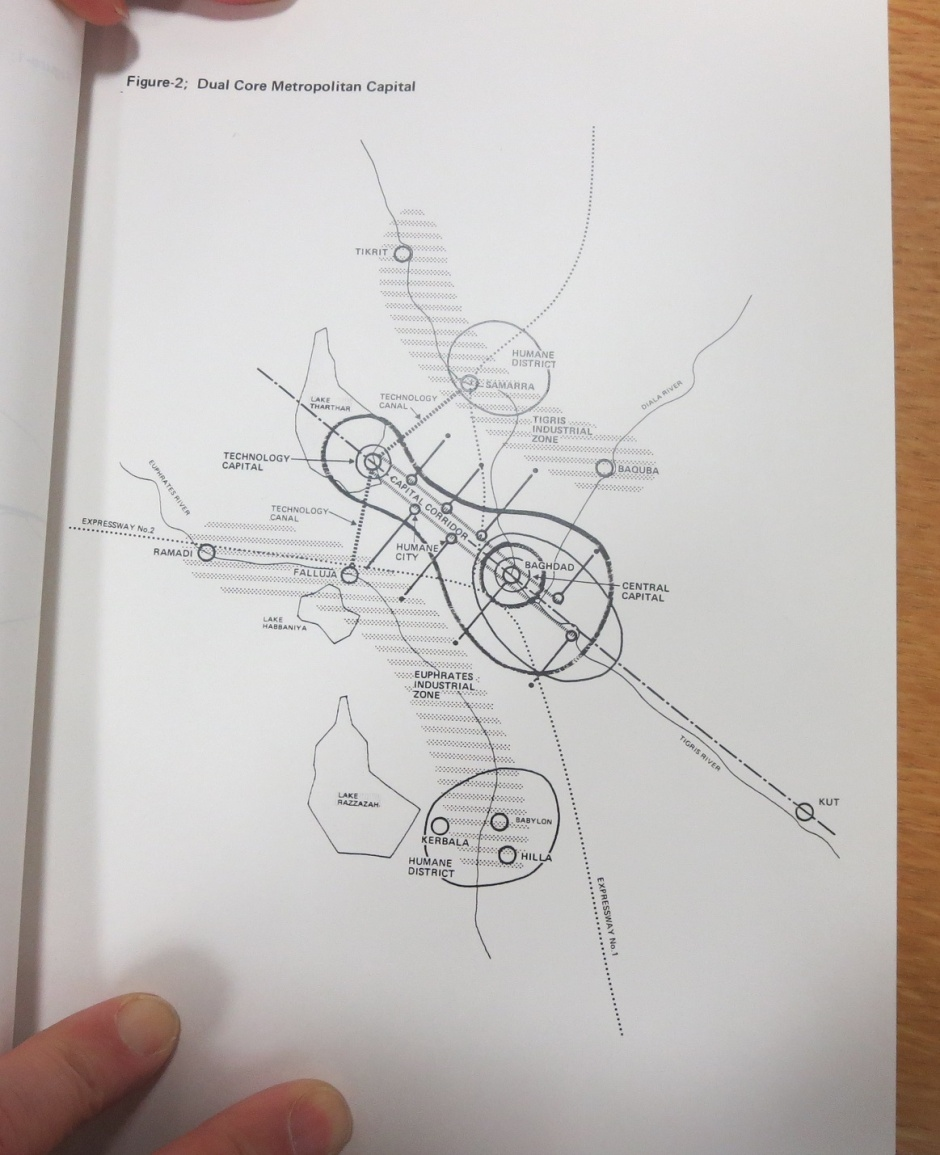 Figure-2; Dual Core Metropolitan Capital
TIKRIT
HUMANE
DISTRICT
SAMARRA
LAKE
THARTHAR
TECHNOLOGY
CANAL
DIALA RIVER
TIGRIS
INDUSTRIAL
ZONE
TECHNOLOGY
CAPITAL
BAQUBA
EUPHRATES RIVER
CAPITAL CORRIDOR
TECHNOLOGY
CANAL
EXPRESSWAY No.2
RAMADI
HUMANE
CITY
FALLUJA
BAGHDAD
CENTRAL
CAPITAL
LAKE
HABBANIYA
EUPHRATES
INDUSTRIAL
ZONE
TIGRIS RIVER
LAKE
RAZZAZAH
KUT
BABYLON
KERBALA
HILLA
HUMANE
DISTRICT
EXPRESSWAY No.1